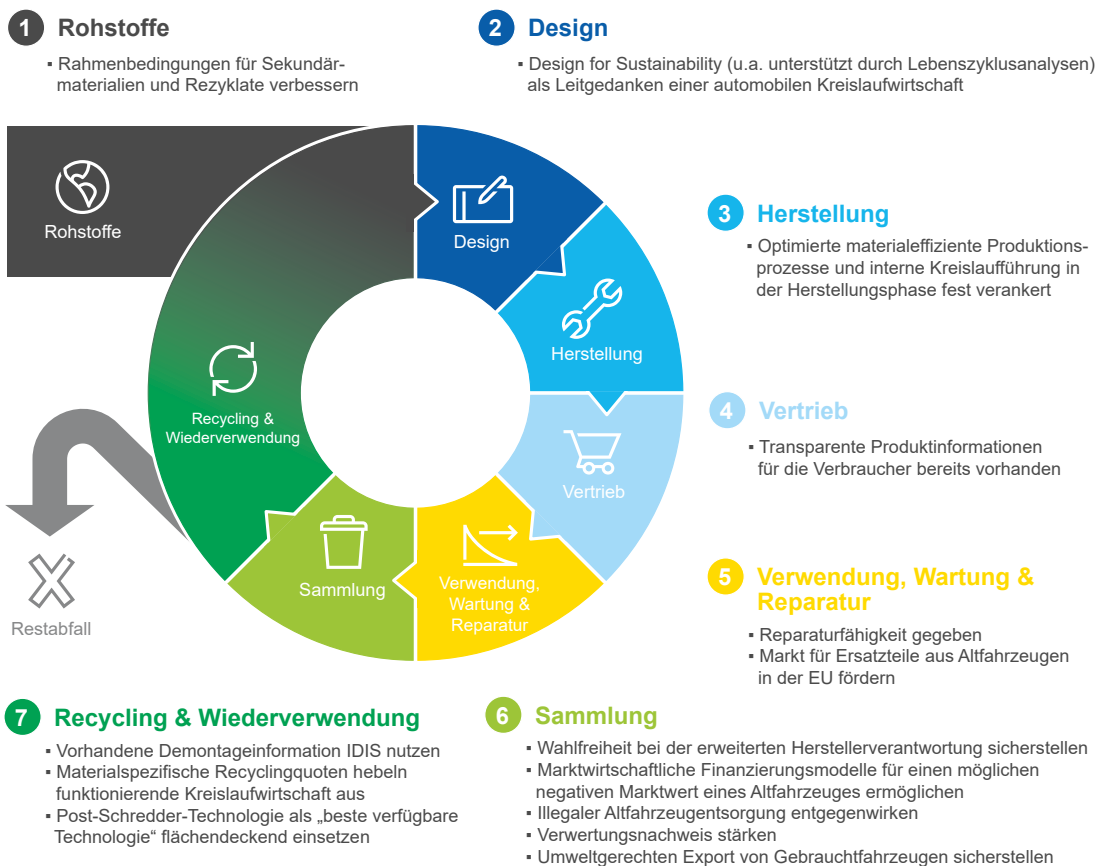 1 Rohstoffe
▪ Rahmenbedingungen für Sekundär-
materialien und Rezyklate verbessern
2 Design
▪ Design for Sustainability (u.a. unterstützt durch Lebenszyklusanalysen)
als Leitgedanken einer automobilen Kreislaufwirtschaft
Rohstoffe
Design
Herstellung
Vertrieb
Verwendung,
Wartung &
Reparatur
Sammlung
Recycling &
Wiederverwendung
Restabfall
3 Herstellung
▪ Optimierte materialeffiziente Produktions-
prozesse und interne Kreislaufführung in
der Herstellungsphase fest verankert
4 Vertrieb
▪ Transparente Produktinformationen
für die Verbraucher bereits vorhanden
5 Verwendung, Wartung &
Reparatur
▪ Reparaturfähigkeit gegeben
▪ Markt für Ersatzteile aus Altfahrzeugen
in der EU fördern
6 Sammlung
▪ Wahlfreiheit bei der erweiterten Herstellerverantwortung sicherstellen
▪ Marktwirtschaftliche Finanzierungsmodelle für einen möglichen
negativen Marktwert eines Altfahrzeuges ermöglichen
▪ Illegaler Altfahrzeugentsorgung entgegenwirken
▪ Verwertungsnachweis stärken
▪ Umweltgerechten Export von Gebrauchtfahrzeugen sicherstellen
7 Recycling & Wiederverwendung
▪ Vorhandene Demontageinformation IDIS nutzen
▪ Materialspezifische Recyclingquoten hebeln
funktionierende Kreislaufwirtschaft aus
▪ Post-Schredder-Technologie als „beste verfügbare
Technologie“ flächendeckend einsetzen